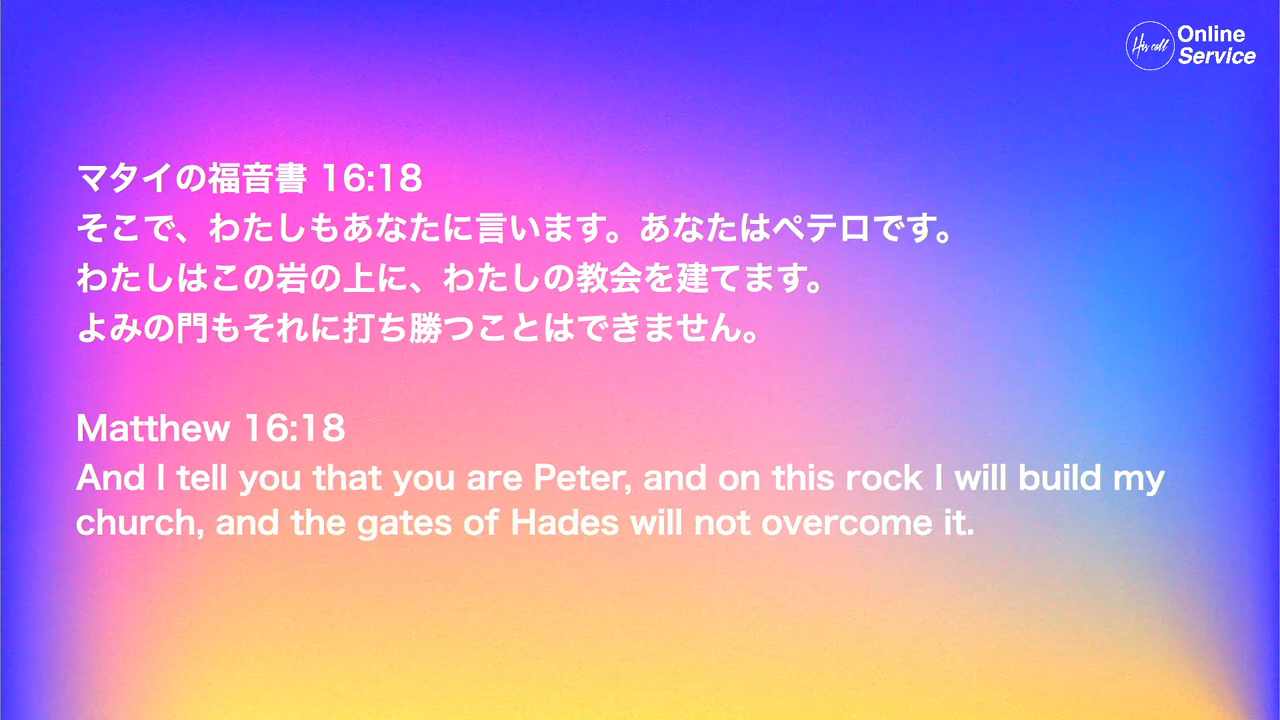 His call
Online
Service
マタイの福音書 16:18
そこで、わたしもあなたに言います。あなたはペテロです。
わたしはこの岩の上に、わたしの教会を建てます。
よみの門もそれに打ち勝つことはできません。
Matthew 16:18
And I tell you that you are Peter, and on this rock I will build my
church, and the gates of Hades will not overcome it.